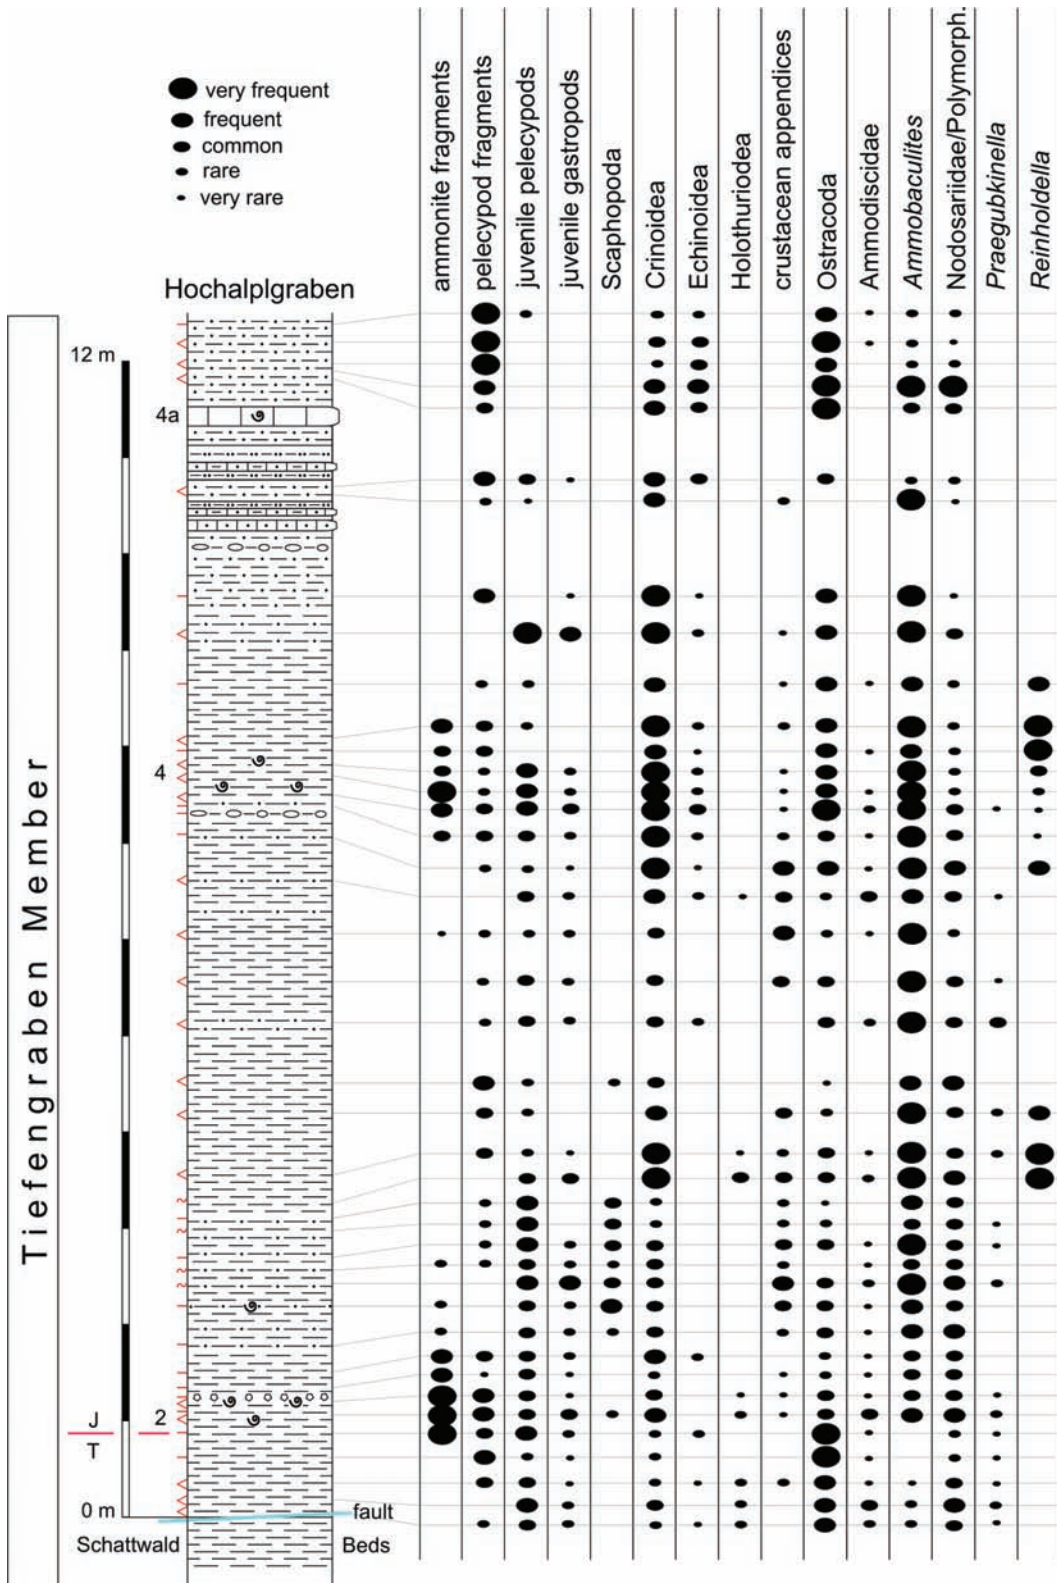 very frequent
frequent
common
rare
very rare
ammonite fragments
pelecypod fragments
juvenile pelecypods
juvenile gastropods
Scaphopoda
Crinoidea
Echinoidea
Holothuriodea
crustacean appendices
Ostracoda
Ammodiscidae
Ammobaculites
Nodosariidae/Polymorph.
Praegubkinella
Reinholdella
Hochalplgraben
12 m
4a
4
Tiefengraben Member
2
J
T
0 m
fault
Schattwald Beds